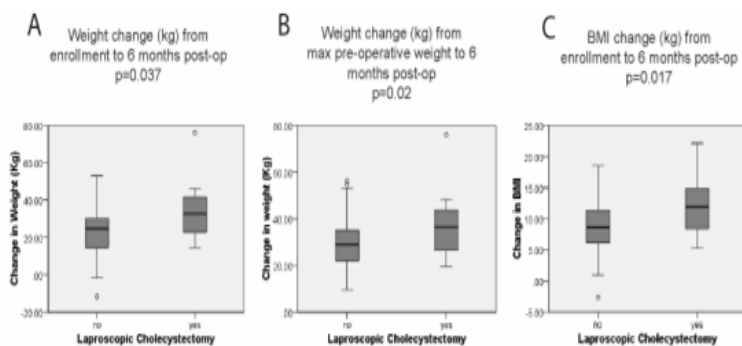 A
Weight change (kg) from
enrollment to 6 months post-op
p=0.037
80.00
60.00
40.00
20.00
.00
-20.00
Change in Weight (Kg)
no
yes
Laproscopic Cholecystectomy
B
Weight change (kg) from
max pre-operative weight to 6
months post-op
p=0.02
80.00
60.00
40.00
20.00
.00
Change in weight (Kg)
no
yes
Laproscopic Cholecystectomy
C
BMI change (kg) from
enrollment to 6 months post-op
p=0.017
25.00
20.00
15.00
10.00
5.00
.00
-5.00
Change in BMI
no
yes
Laproscopic Cholecystectomy